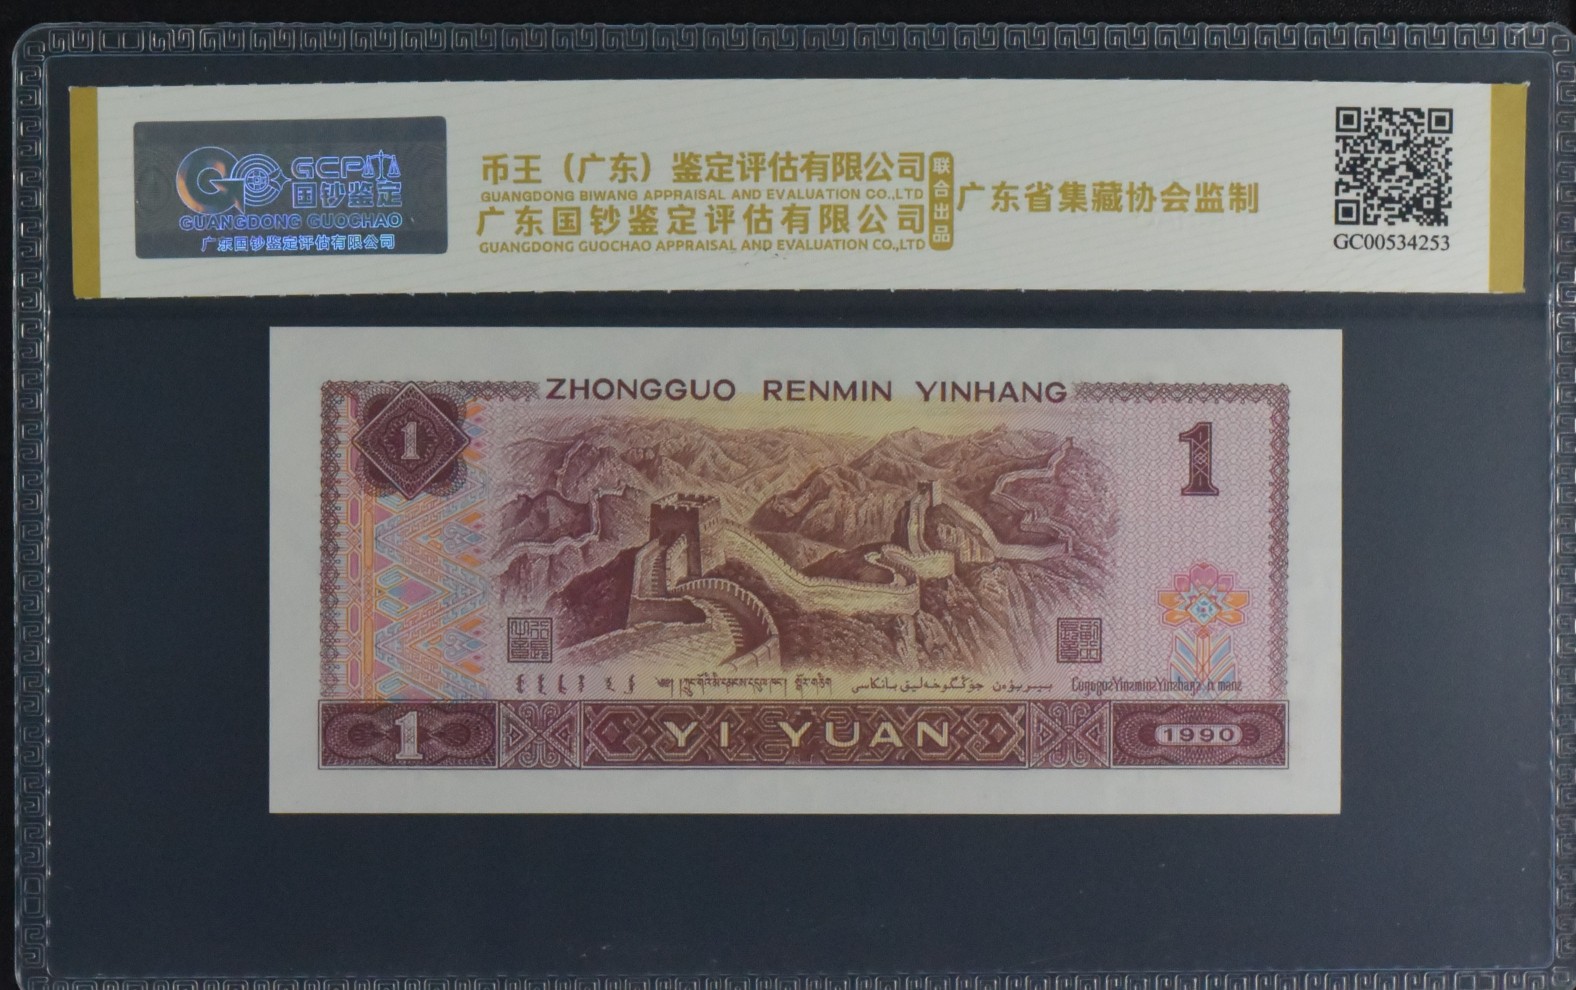 GCP
国钞鉴定
GUANGDONG GUOCHAO
广东国钞鉴定评估有限公司
币王（广东）鉴定评估有限公司
GUANGDONG BIWANG APPRAISAL AND EVALUATION CO.,LTD
广东国钞鉴定评估有限公司
GUANGDONG GUOCHAO APPRAISAL AND EVALUATION CO.,LTD
联合出品
广东省集藏协会监制
GC00534253
ZHONGGUO RENMIN YINHANG
1
1
1
YI YUAN
1990